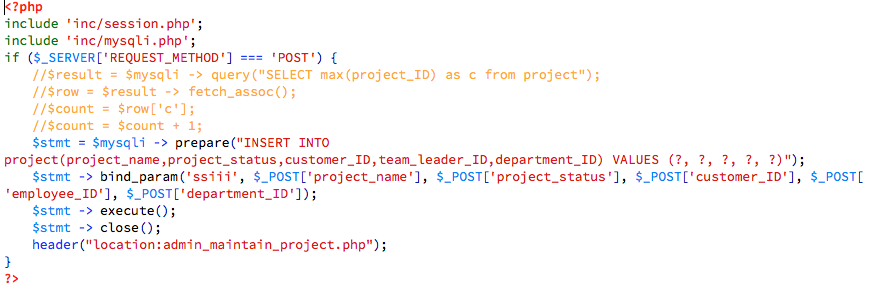 <?php
include 'inc/session.php';
include 'inc/mysqli.php';
if ($_SERVER['REQUEST_METHOD'] === 'POST') {
    //$result = $mysqli -> query("SELECT max(project_ID) as c from project");
    //$row = $result -> fetch_assoc();
    //$count = $row['c'];
    //$count = $count + 1;
    $stmt = $mysqli -> prepare("INSERT INTO
project(project_name,project_status,customer_ID,team_leader_ID,department_ID) VALUES (?, ?, ?, ?, ?)");
    $stmt -> bind_param('ssiii', $_POST['project_name'], $_POST['project_status'], $_POST['customer_ID'], $_POST[
'employee_ID'], $_POST['department_ID']);
    $stmt -> execute();
    $stmt -> close();
    header("location:admin_maintain_project.php");
}
?>